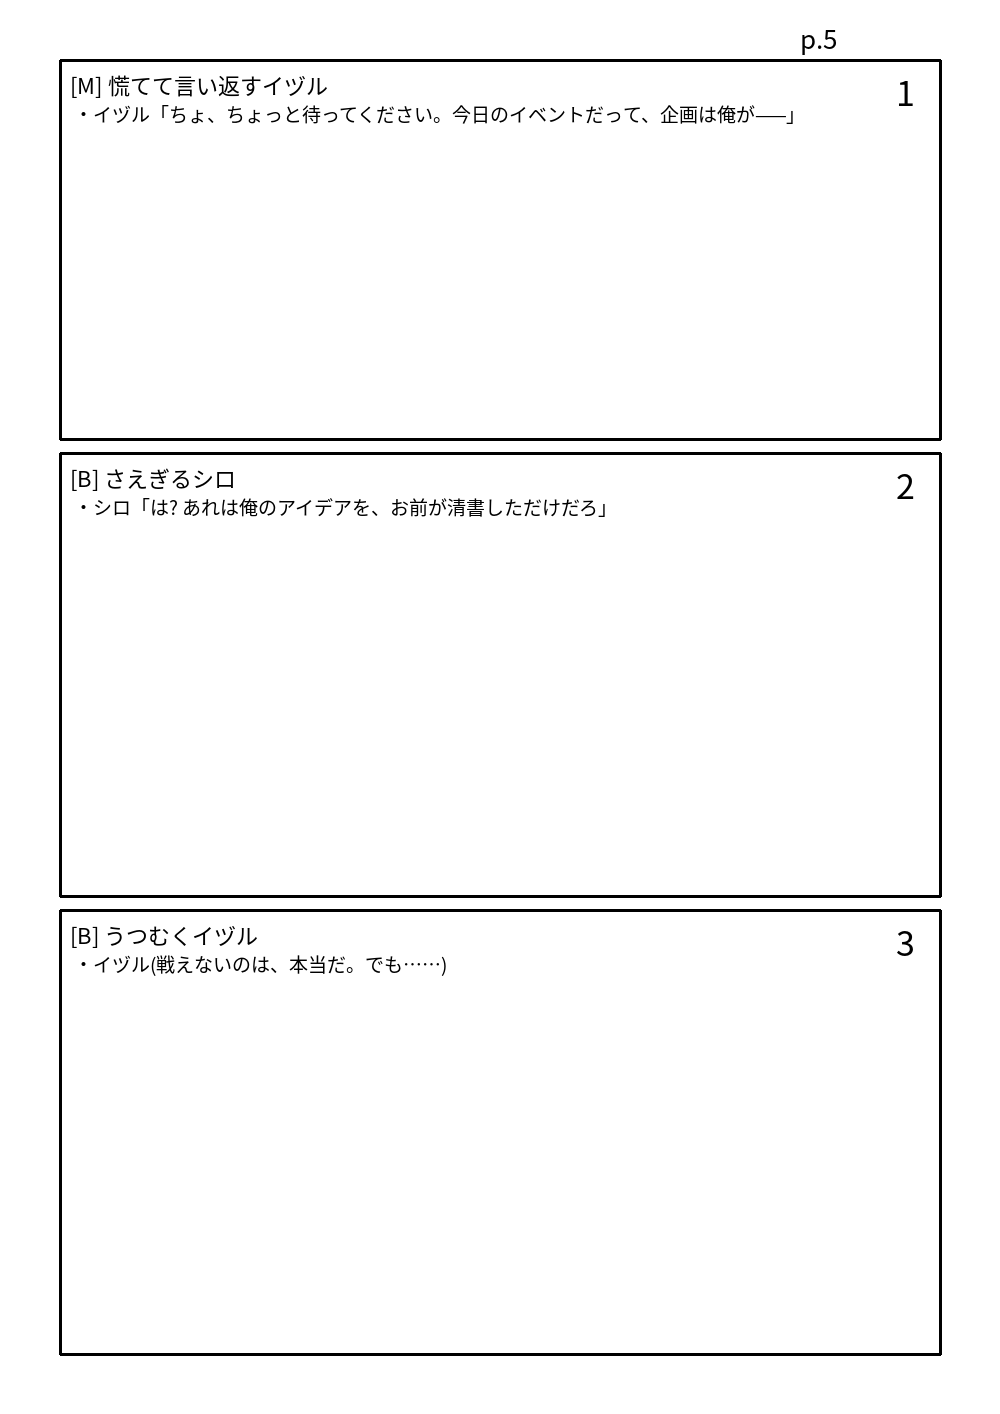 p.5
1
[M] 慌てて言い返すイヅル
・イヅル「ちょ、ちょっと待ってください。今日のイベントだって、企画は俺が——」
2
[B] さえぎるシロ
・シロ「は? あれは俺のアイデアを、お前が清書しただけだろ」
3
[B] うつむくイヅル
・イヅル(戦えないのは、本当だ。でも……)